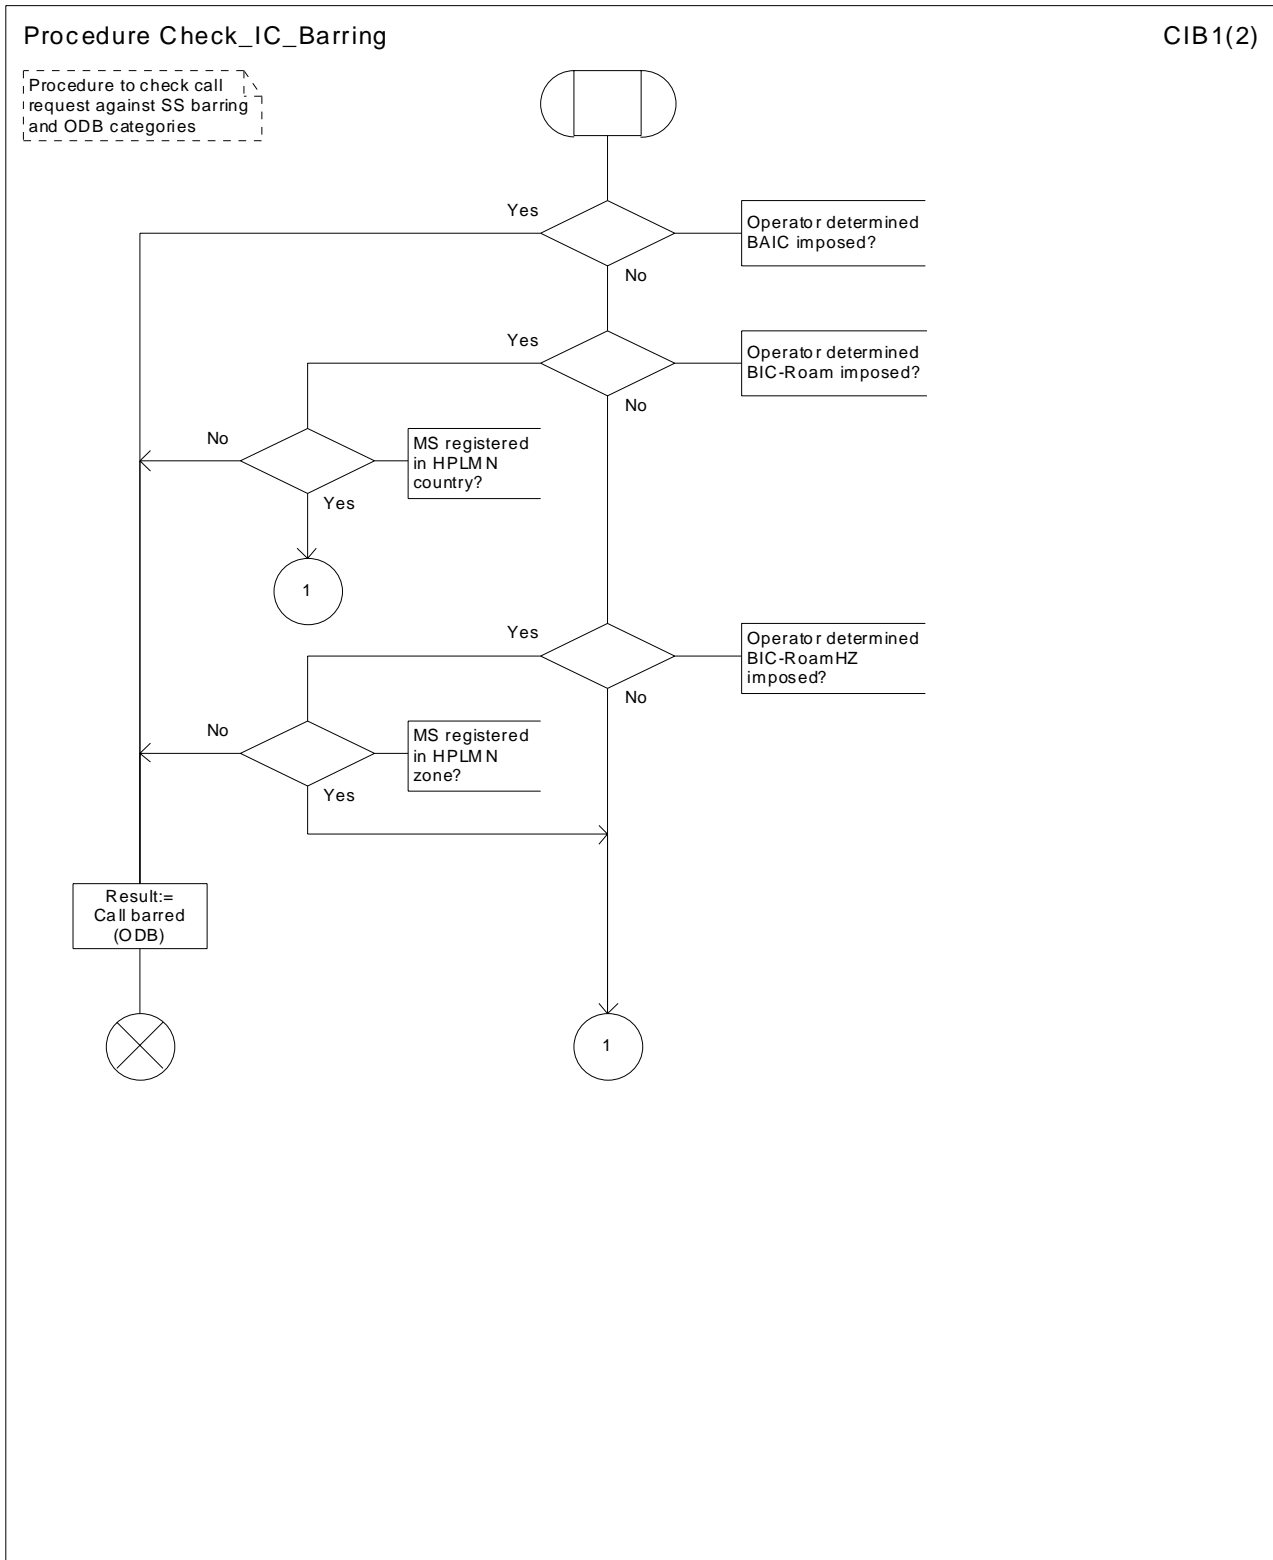 Procedure Check_IC_Barring
CIB1(2)
Procedure to check call
request against SS barring
and ODB categories
Yes
Operator determined
BAIC imposed?
No
Yes
Operator determined
BIC-Roam imposed?
No
No
MS registered
in HPLMN
country?
Yes
1
Yes
Operator determined
BIC-RoamHZ
imposed?
No
No
MS registered
in HPLMN
zone?
Yes
Result:=
Call barred
(ODB)
1